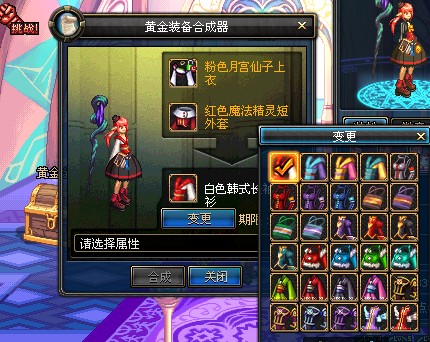 挑战!
黄金装备合成器
粉色月宫仙子上
衣
红色魔法精灵短
外套
变更
黄金
白色韩式长
衫
变更
期限
请选择属性
合成
关闭